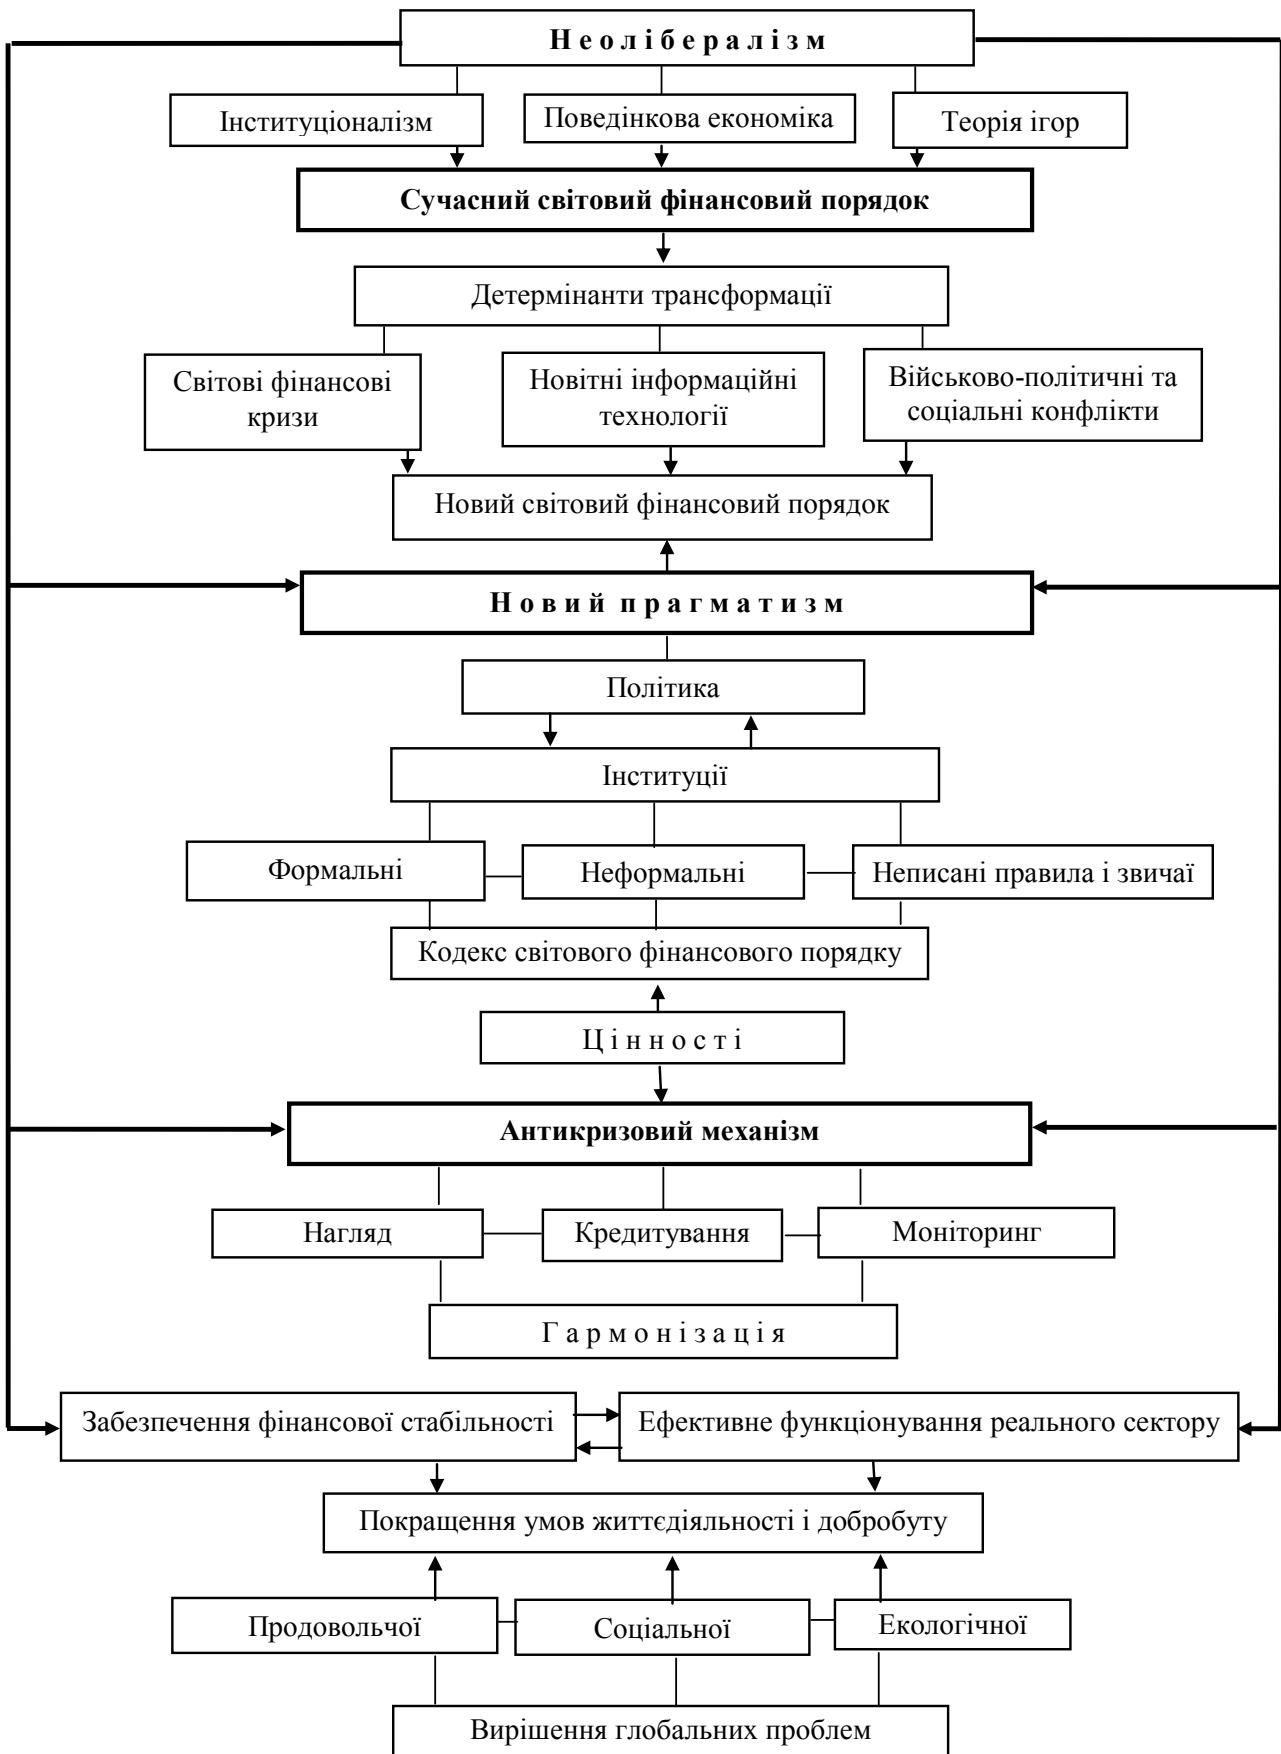 Н е о л і б е р а л і з м
Інституціоналізм
Поведінкова економіка
Теорія ігор
Сучасний світовий фінансовий порядок
Детермінанти трансформації
Світові фінансові
кризи
Новітні інформаційні
технології
Військово-політичні та
соціальні конфлікти
Новий світовий фінансовий порядок
Н о в и й п р а г м а т и з м
Політика
Інституції
Формальні
Неформальні
Неписані правила і звичаї
Кодекс світового фінансового порядку
Ц і н н о с т і
Антикризовий механізм
Нагляд
Кредитування
Моніторинг
Г а р м о н і з а ц і я
Забезпечення фінансової стабільності
Ефективне функціонування реального сектору
Покращення умов життєдіяльності і добробуту
Продовольчої
Соціальної
Екологічної
Вирішення глобальних проблем